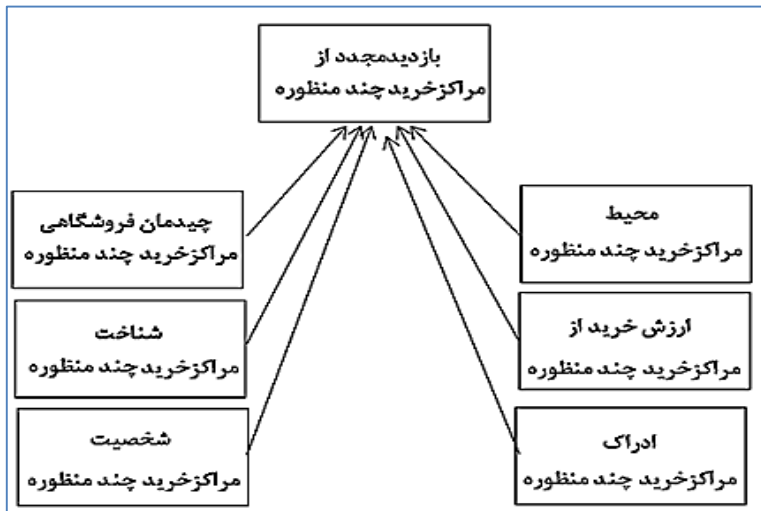 بازدیدمجدد از
مراکزخرید چند منظوره
محیط
مراکزخرید چند منظوره
چیدمان فروشگاهی
مراکزخرید چند منظوره
ارزش خرید از
مراکزخرید چند منظوره
شناخت
مراکزخرید چند منظوره
ادراک
مراکزخرید چند منظوره
شخصیت
مراکزخرید چند منظوره